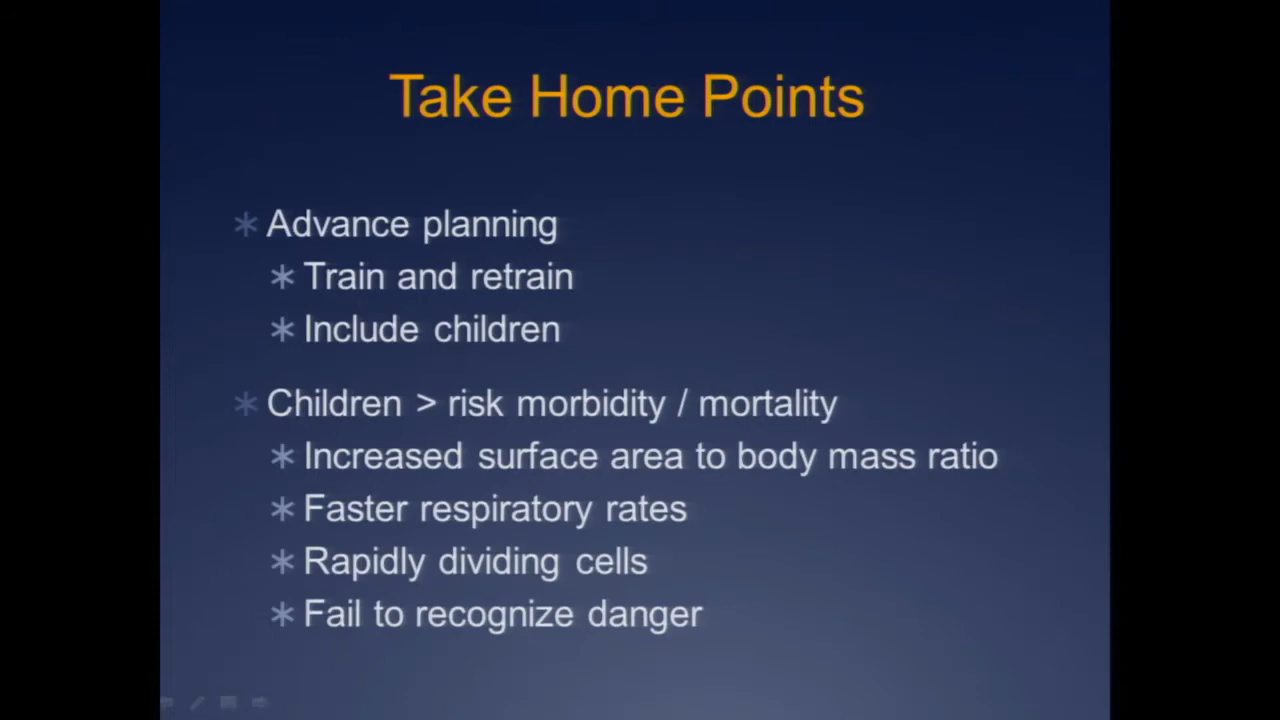 Take Home Points
* Advance planning
* Train and retrain
* Include children
* Children > risk morbidity / mortality
* Increased surface area to body mass ratio
* Faster respiratory rates
* Rapidly dividing cells
* Fail to recognize danger